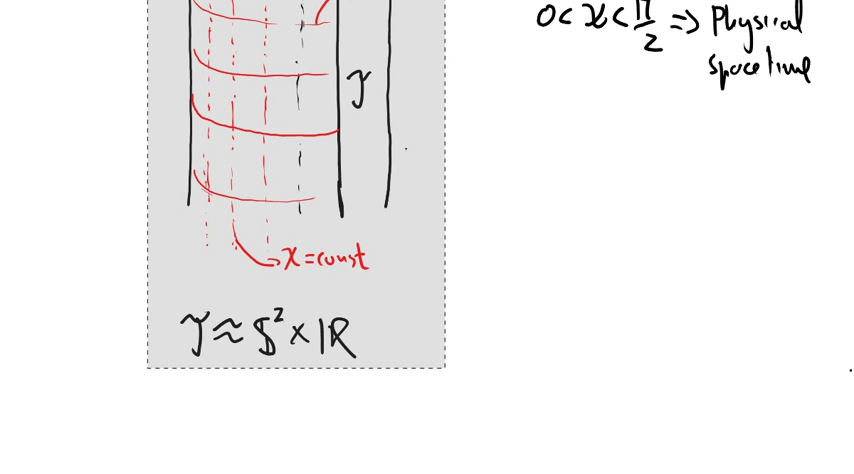 0 < χ < π/2 ⇒ Physical
spacetime
𝒥
χ = const
𝒥 ≈ S² × ℝ